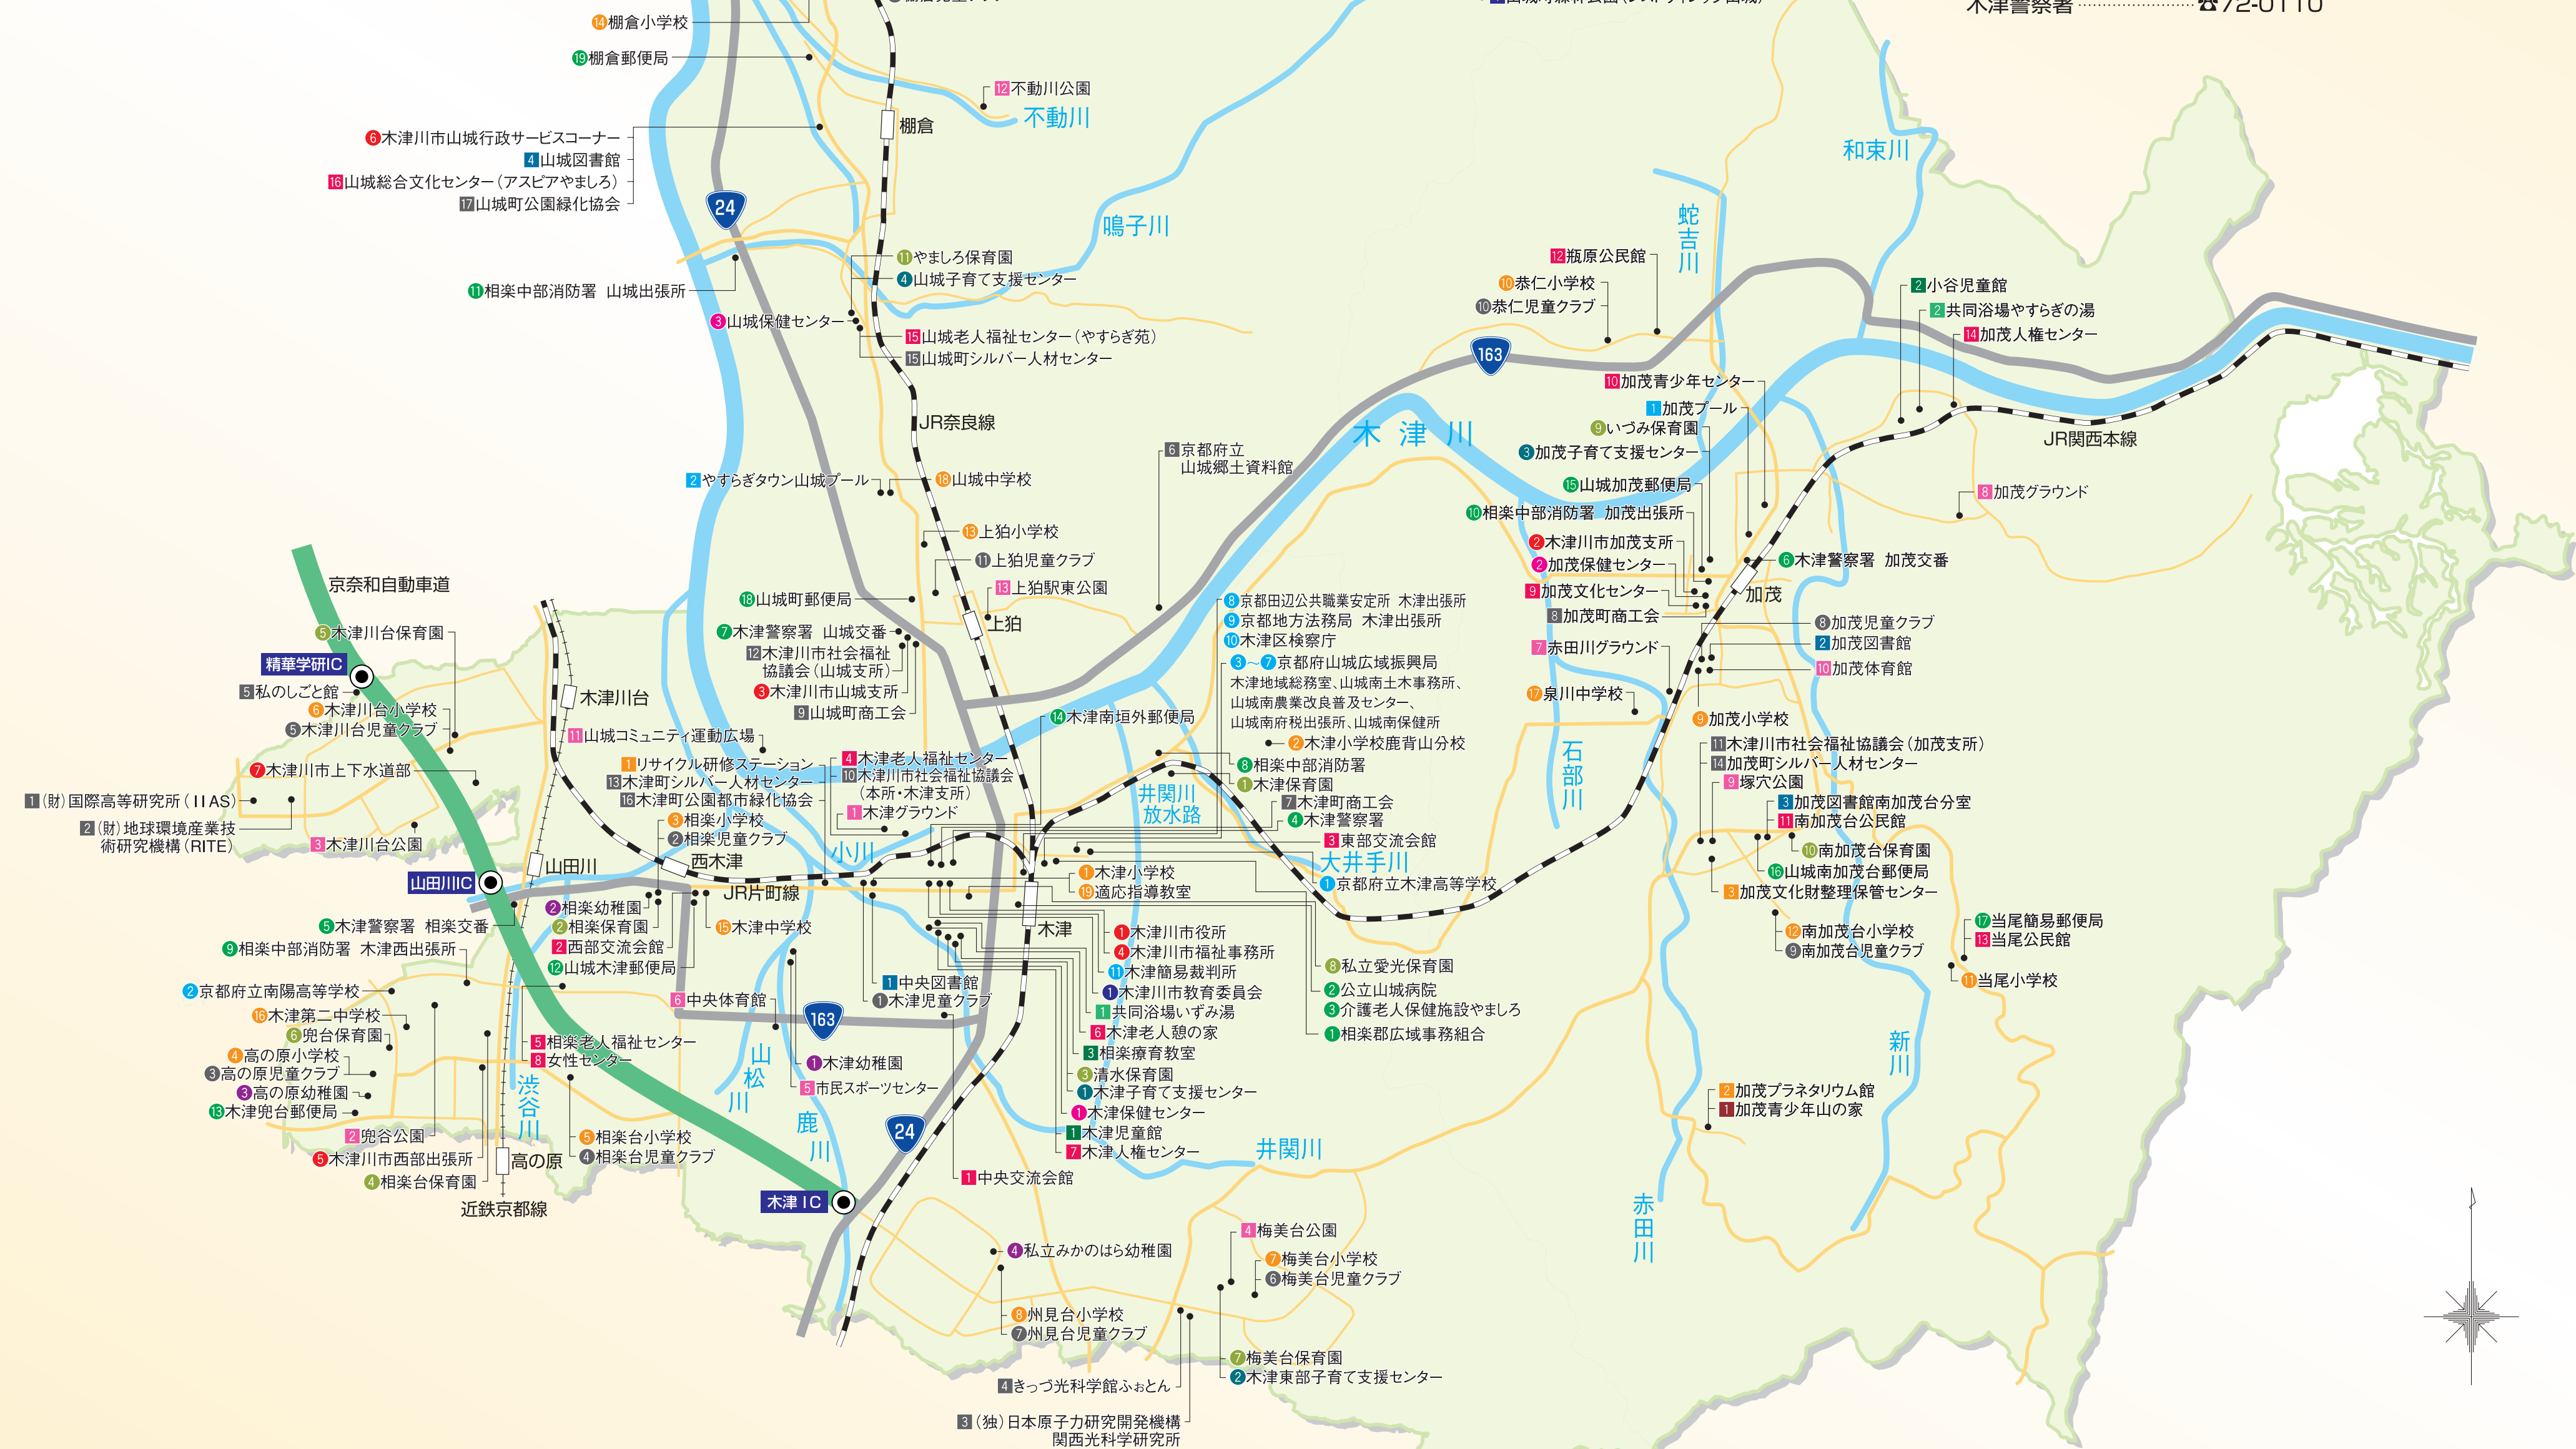 ⑭棚倉小学校
⑲棚倉郵便局
木津警察署 ☎72-0110
12不動川公園
不動川
棚倉
⑥木津川市山城行政サービスコーナー
4山城図書館
16山城総合文化センター（アスピアやましろ）
17山城町公園緑化協会
24
和束川
鳴子川
蛇吉川
⑪やましろ保育園
④山城子育て支援センター
⑪相楽中部消防署 山城出張所
③山城保健センター
15山城老人福祉センター（やすらぎ苑）
15山城町シルバー人材センター
12瓶原公民館
⑩恭仁小学校
⑩恭仁児童クラブ
2小谷児童館
2共同浴場やすらぎの湯
14加茂人権センター
163
10加茂青少年センター
1加茂プール
⑨いづみ保育園
③加茂子育て支援センター
JR奈良線
木津川
JR関西本線
6京都府立
山城郷土資料館
2やすらぎタウン山城プール
⑱山城中学校
⑮山城加茂郵便局
8加茂グラウンド
⑩相楽中部消防署 加茂出張所
⑬上狛小学校
⑪上狛児童クラブ
②木津川市加茂支所
②加茂保健センター
⑥木津警察署 加茂交番
京奈和自動車道
13上狛駅東公園
9加茂文化センター
加茂
⑱山城町郵便局
8加茂町商工会
⑧京都田辺公共職業安定所 木津出張所
⑨京都地方法務局 木津出張所
⑩木津区検察庁
③～⑦京都府山城広域振興局
木津地域総務室、山城南土木事務所、
山城南農業改良普及センター、
山城南府税出張所、山城南保健所
上狛
⑧加茂児童クラブ
2加茂図書館
10加茂体育館
⑤木津川台保育園
⑦木津警察署 山城交番
12木津川市社会福祉
協議会（山城支所）
③木津川市山城支所
9山城町商工会
7赤田川グラウンド
精華学研IC
5私のしごと館
木津川台
⑥木津川台小学校
⑤木津川台児童クラブ
⑰泉川中学校
⑨加茂小学校
⑭木津南垣外郵便局
11山城コミュニティ運動広場
②木津小学校鹿背山分校
11木津川市社会福祉協議会（加茂支所）
14加茂町シルバー人材センター
9塚穴公園
石部川
⑦木津川市上下水道部
1リサイクル研修ステーション
13木津町シルバー人材センター
16木津町公園都市緑化協会
4木津老人福祉センター
10木津川市社会福祉協議会
（本所・木津支所）
1木津グラウンド
⑧相楽中部消防署
①木津保育園
井関川
放水路
7木津町商工会
④木津警察署
3東部交流会館
大井手川
3加茂図書館南加茂台分室
11南加茂台公民館
⑩南加茂台保育園
⑯山城南加茂台郵便局
3加茂文化財整理保管センター
1（財）国際高等研究所（IIAS）
2（財）地球環境産業技
術研究機構（RITE）
3木津川台公園
③相楽小学校
②相楽児童クラブ
小川
西木津
山田川
山田川IC
JR片町線
①木津小学校
⑲適応指導教室
①京都府立木津高等学校
②相楽幼稚園
②相楽保育園
2西部交流会館
⑫山城木津郵便局
⑮木津中学校
⑤木津警察署 相楽交番
⑨相楽中部消防署 木津西出張所
木津
①木津川市役所
④木津川市福祉事務所
⑪木津簡易裁判所
①木津川市教育委員会
1共同浴場いずみ湯
6木津老人憩の家
3相楽療育教室
③清水保育園
①木津子育て支援センター
①木津保健センター
1木津児童館
7木津人権センター
1中央交流会館
⑧私立愛光保育園
②公立山城病院
③介護老人保健施設やましろ
①相楽郡広域事務組合
⑫南加茂台小学校
⑨南加茂台児童クラブ
⑰当尾簡易郵便局
13当尾公民館
⑪当尾小学校
②京都府立南陽高等学校
⑯木津第二中学校
⑥兜台保育園
④高の原小学校
③高の原児童クラブ
③高の原幼稚園
⑬木津兜台郵便局
1中央図書館
①木津児童クラブ
6中央体育館
163
5相楽老人福祉センター
8女性センター
渋谷川
山松川
鹿川
①木津幼稚園
5市民スポーツセンター
24
新川
2加茂プラネタリウム館
1加茂青少年山の家
2兜谷公園
⑤木津川市西部出張所
④相楽台保育園
⑤相楽台小学校
④相楽台児童クラブ
高の原
近鉄京都線
木津IC
井関川
赤田川
④私立みかのはら幼稚園
4梅美台公園
⑦梅美台小学校
⑥梅美台児童クラブ
⑧州見台小学校
⑦州見台児童クラブ
⑦梅美台保育園
②木津東部子育て支援センター
4きっづ光科学館ふぉとん
3（独）日本原子力研究開発機構
関西光科学研究所